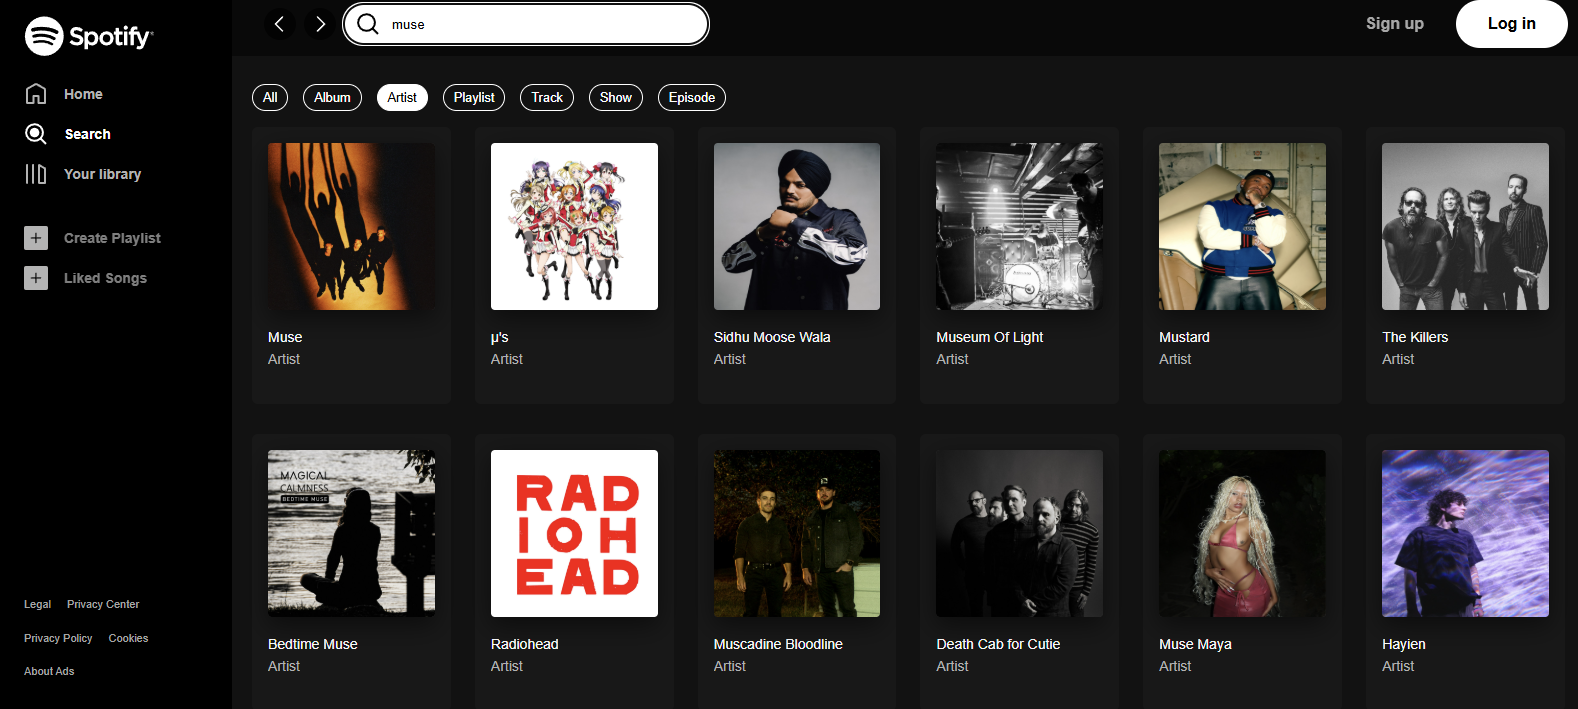 Spotify
muse
Sign up
Log in
Home
Search
Your library
Create Playlist
Liked Songs
All
Album
Artist
Playlist
Track
Show
Episode
Muse
Artist
μ's
Artist
Sidhu Moose Wala
Artist
Museum Of Light
Artist
Mustard
Artist
The Killers
Artist
MAGICAL
CALMNESS
BEDTIME MUSE
Bedtime Muse
Artist
RAD
IOH
EAD
Radiohead
Artist
Muscadine Bloodline
Artist
Death Cab for Cutie
Artist
Muse Maya
Artist
Hayien
Artist
Legal
Privacy Center
Privacy Policy
Cookies
About Ads